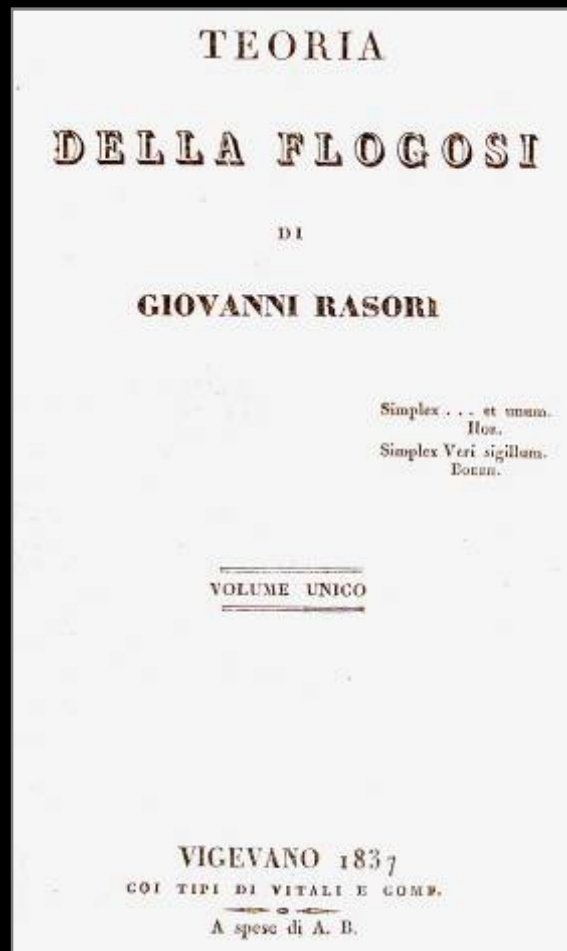 TEORIA
DELLA FLOGOSI
DI
GIOVANNI RASORI
Simplex . . . et unum.
Hor.
Simplex Veri sigillum.
Boerh.
VOLUME UNICO
VIGEVANO 1837
COI TIPI DI VITALI E COMP.
A spese di A. B.